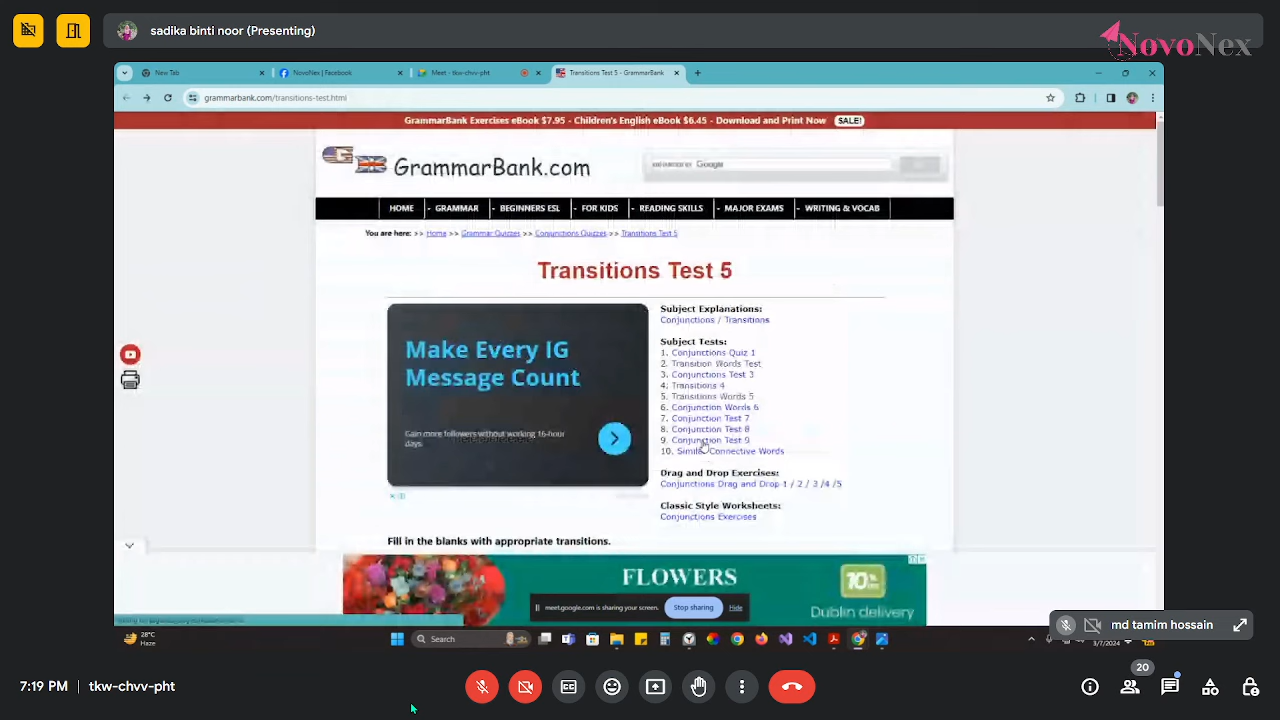 sadika binti noor (Presenting)
NovoNex
New Tab
NovoNex | Facebook
Meet - tkw-chvv-pht
Transitions Test 5 - GrammarBank
grammarbank.com/transitions-test.html
GrammarBank Exercises eBook $7.95 - Children's English eBook $6.45 - Download and Print Now SALE!
GrammarBank.com
Google
HOME - GRAMMAR - BEGINNERS ESL - FOR KIDS - READING SKILLS - MAJOR EXAMS - WRITING & VOCAB
You are here: >> Home >> Grammar Quizzes >> Conjunctions Quizzes >> Transitions Test 5
Transitions Test 5
Make Every IG
Message Count
Gain more followers without working 16-hour
days.
Subject Explanations:
Conjunctions / Transitions
Subject Tests:
1. Conjunctions Quiz 1
2. Transition Words Test
3. Conjunctions Test 3
4. Transitions 4
5. Transitions Words 5
6. Conjunction Words 6
7. Conjunction Test 7
8. Conjunction Test 8
9. Conjunction Test 9
10. Similar Connective Words
Drag and Drop Exercises:
Conjunctions Drag and Drop 1 / 2 / 3 /4 /5
Classic Style Worksheets:
Conjunctions Exercises
Fill in the blanks with appropriate transitions.
FLOWERS
10%
Dublin delivery
meet.google.com is sharing your screen.
Stop sharing
Hide
md tamim hossain
28°C
Haze
Search
3/7/2024
20
7:19 PM
tkw-chvv-pht